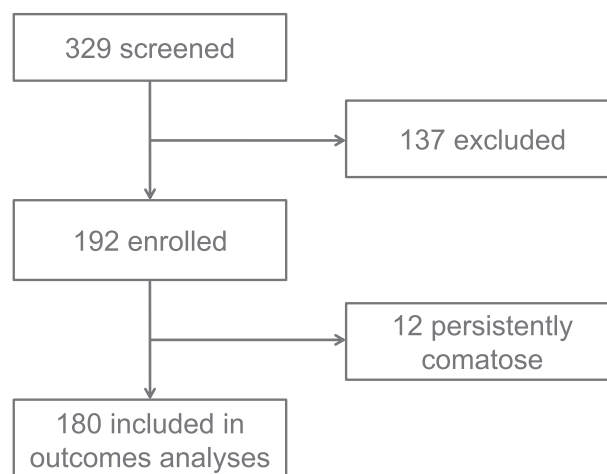 329 screened
137 excluded
192 enrolled
12 persistently
comatose
180 included in
outcomes analyses